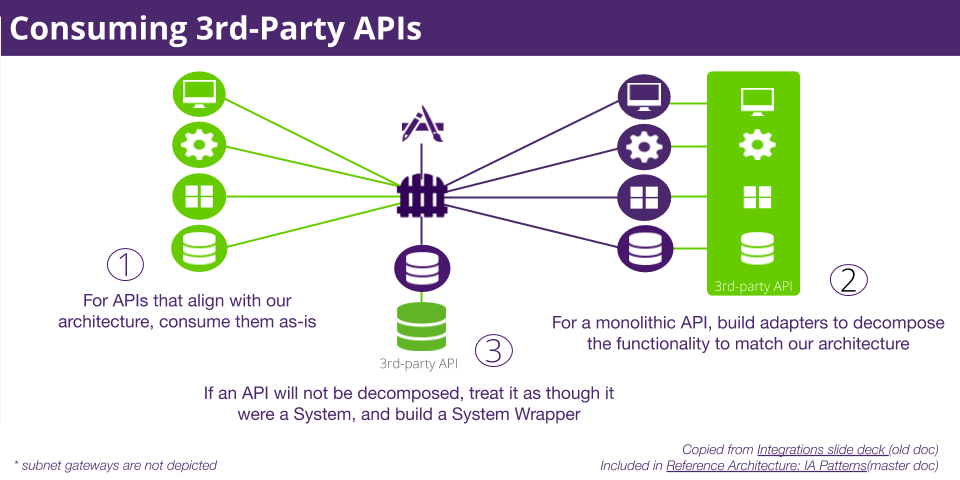 Consuming 3rd-Party APIs
1
For APIs that align with our
architecture, consume them as-is
3rd-party API
2
For a monolithic API, build adapters to decompose
the functionality to match our architecture
3rd-party API
3
If an API will not be decomposed, treat it as though it
were a System, and build a System Wrapper
* subnet gateways are not depicted
Copied from Integrations slide deck (old doc)
Included in Reference Architecture: IA Patterns(master doc)